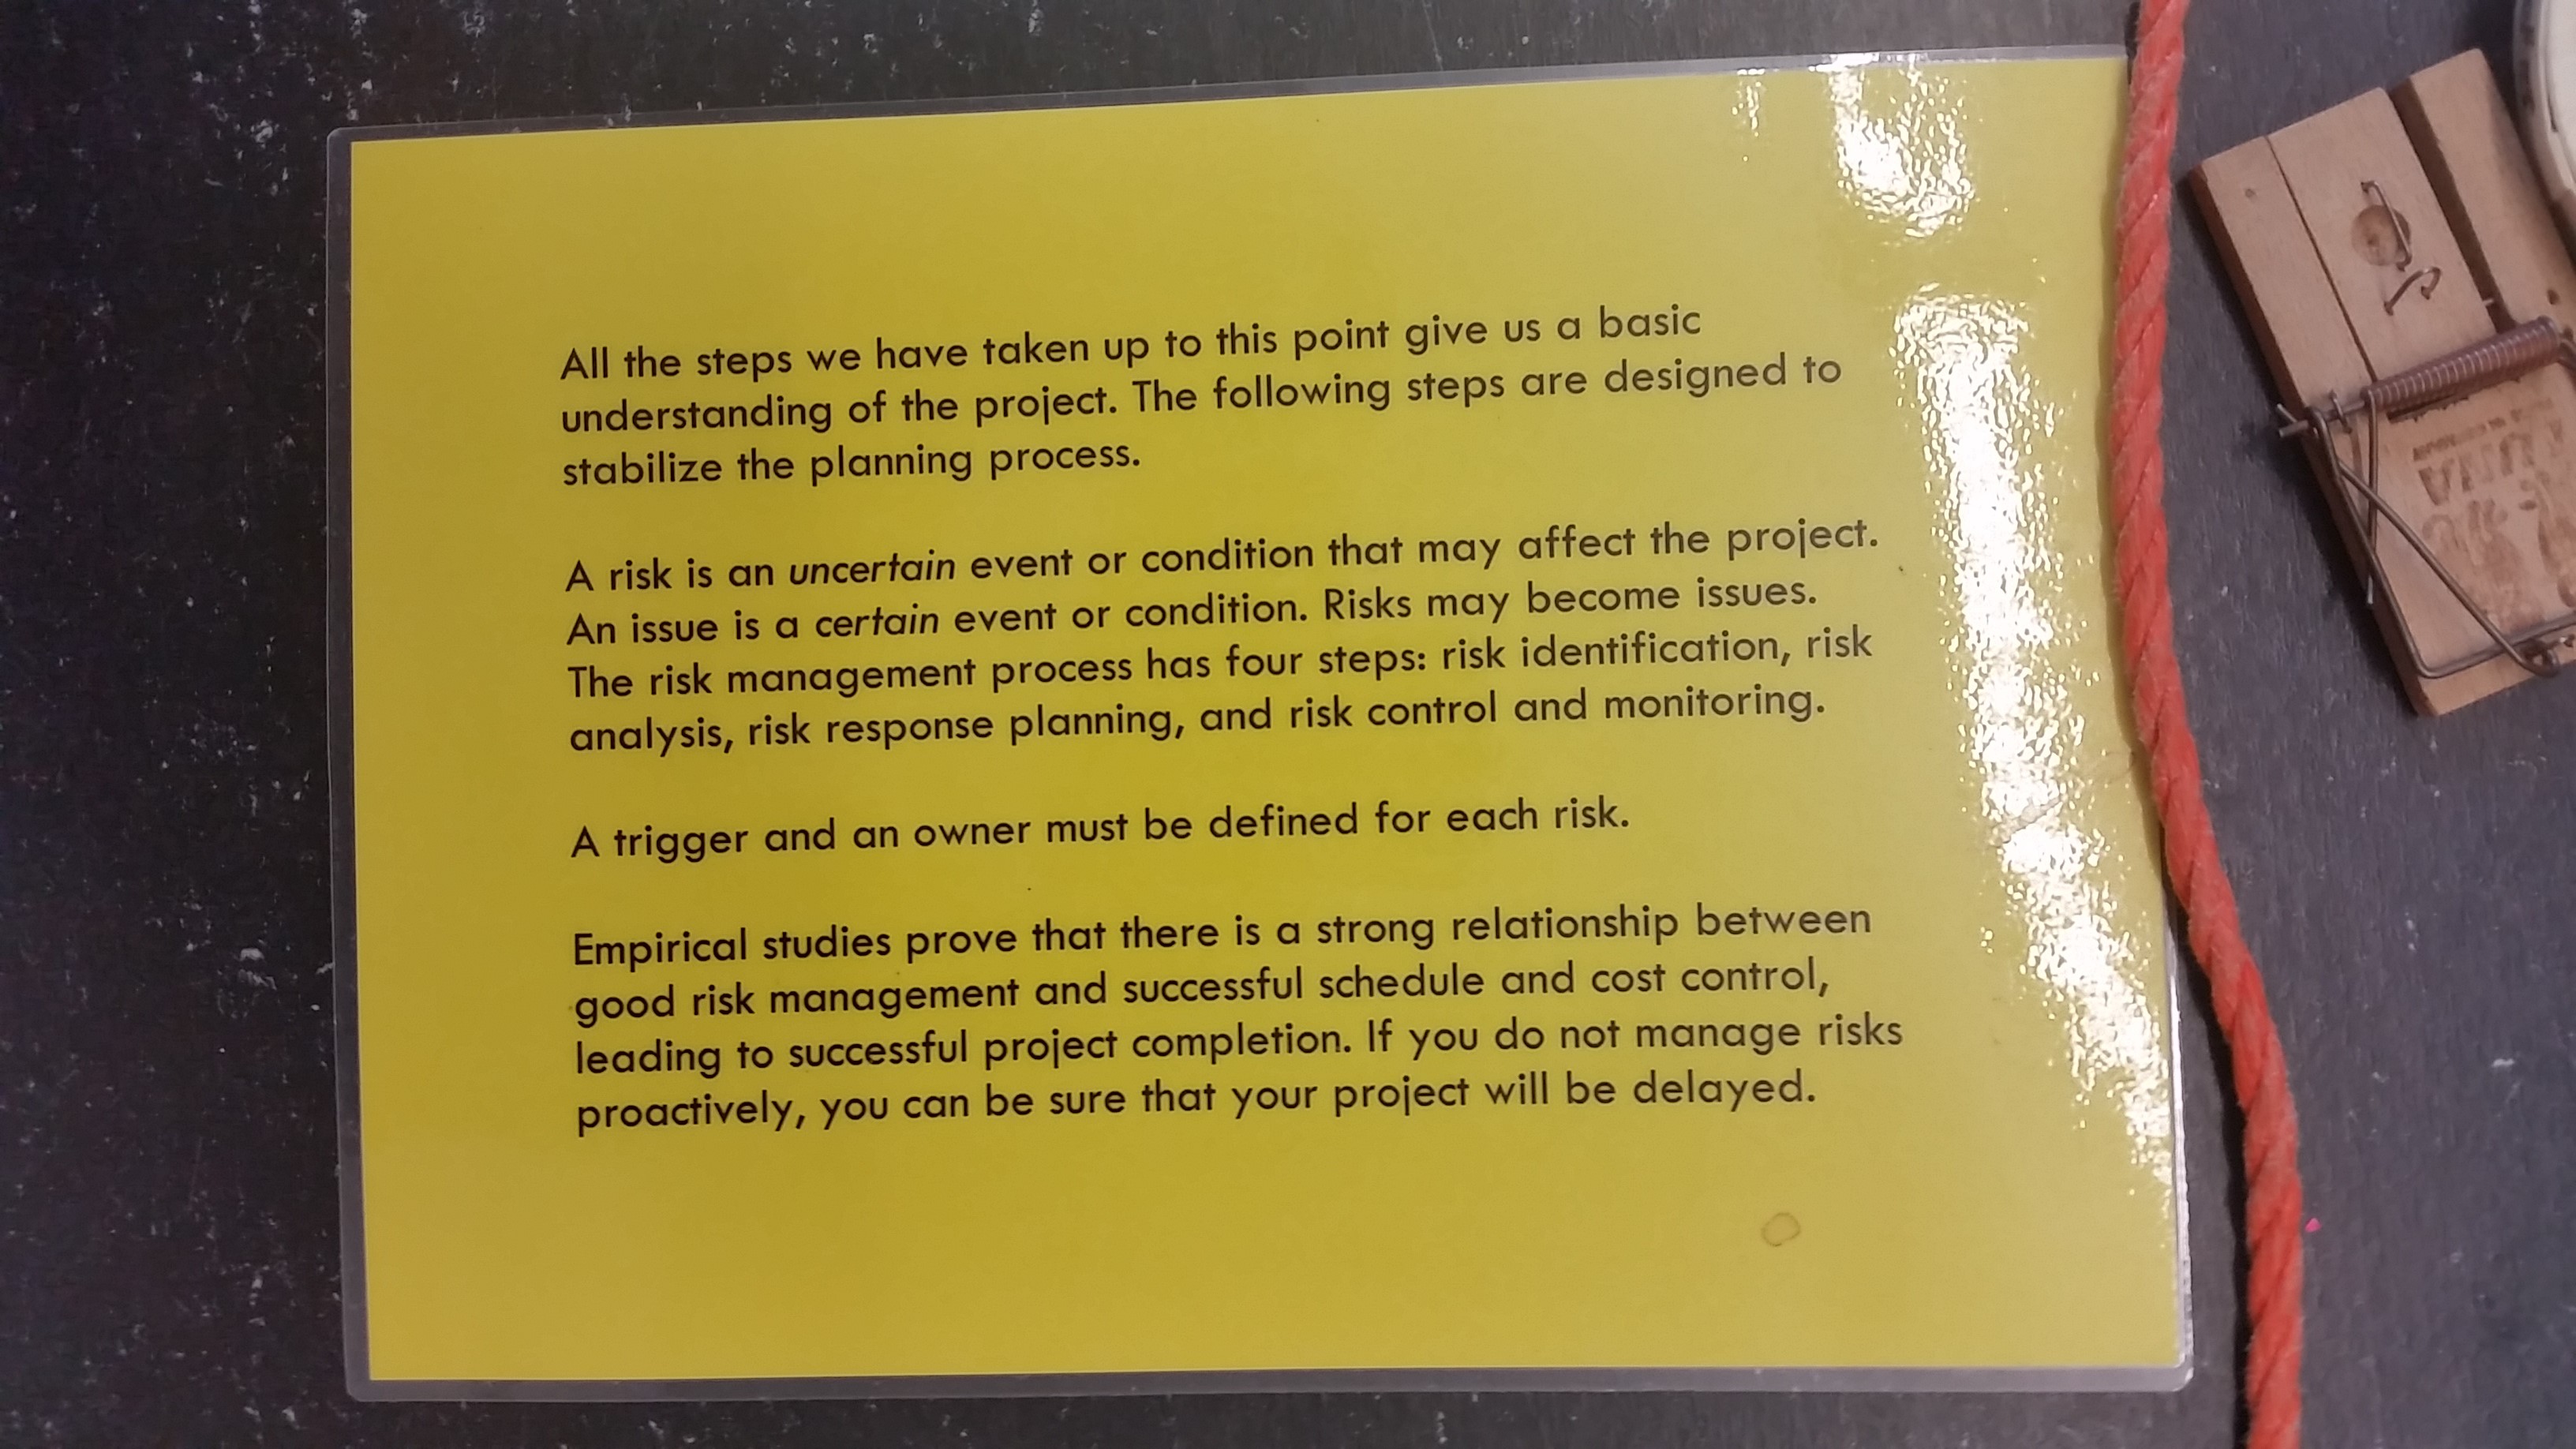 All the steps we have taken up to this point give us a basic
understanding of the project. The following steps are designed to
stabilize the planning process.
A risk is an uncertain event or condition that may affect the project.
An issue is a certain event or condition. Risks may become issues.
The risk management process has four steps: risk identification, risk
analysis, risk response planning, and risk control and monitoring.
A trigger and an owner must be defined for each risk.
Empirical studies prove that there is a strong relationship between
good risk management and successful schedule and cost control,
leading to successful project completion. If you do not manage risks
proactively, you can be sure that your project will be delayed.